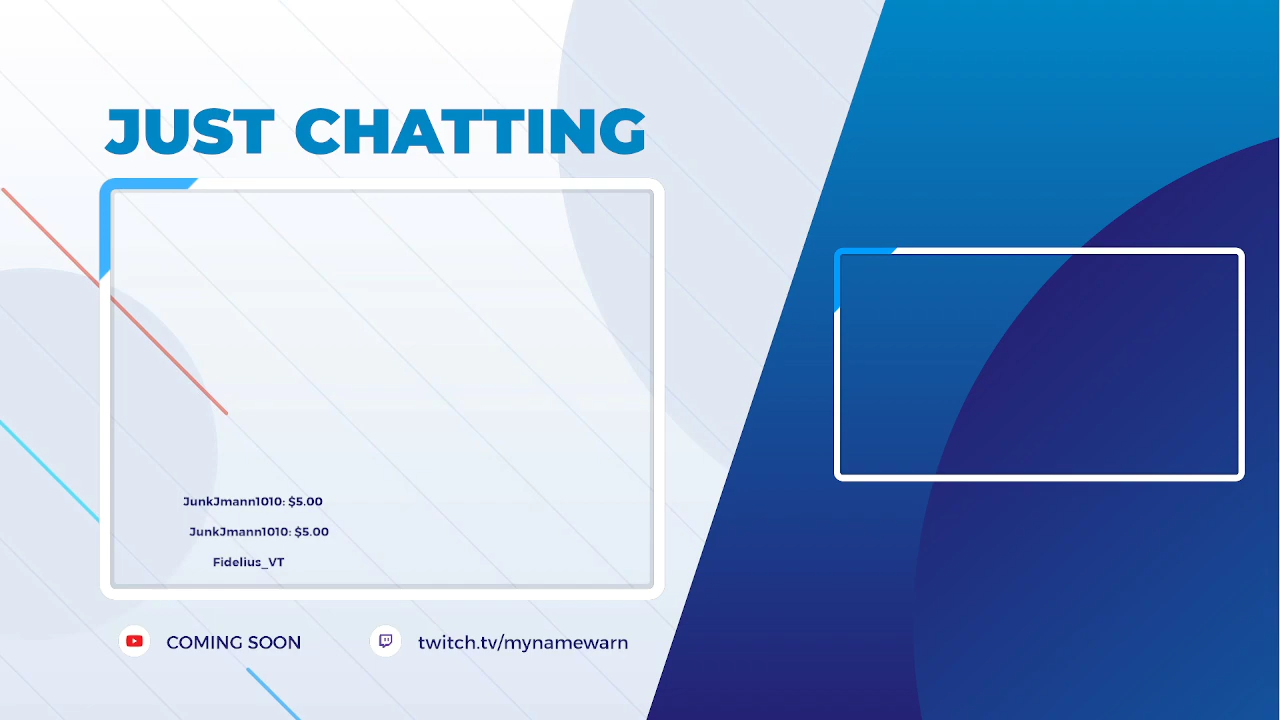 JUST CHATTING
JunkJmann1010: $5.00
JunkJmann1010: $5.00
Fidelius_VT
COMING SOON
twitch.tv/mynamewarn